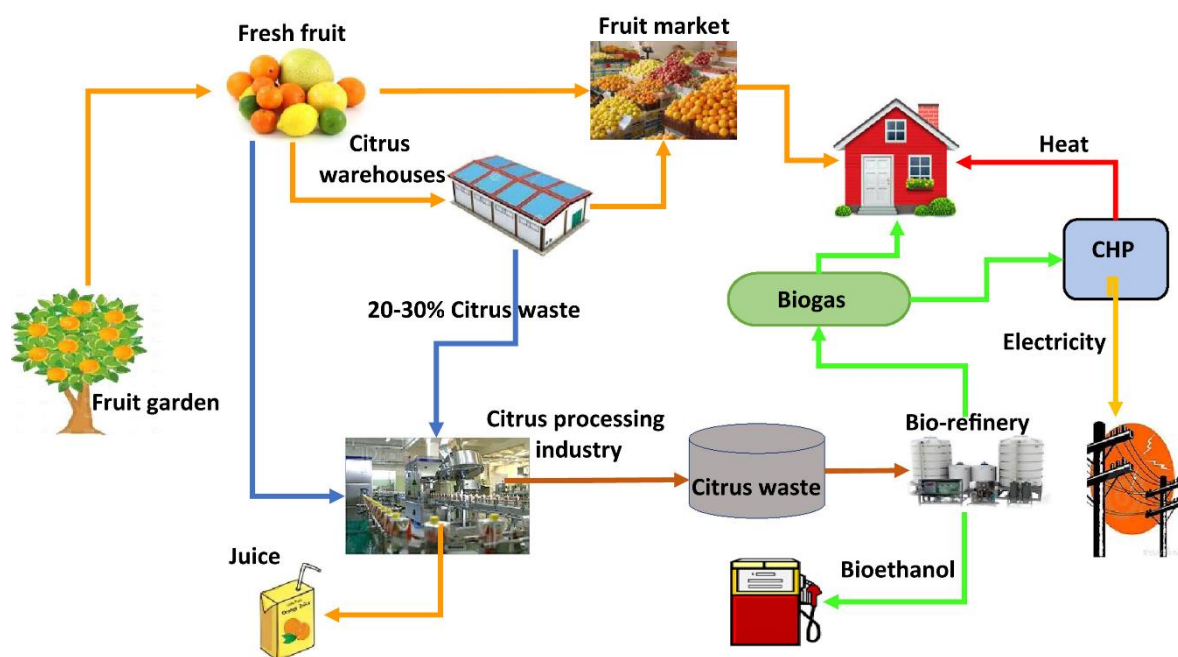 Fresh fruit
Fruit market
Citrus
warehouses
Heat
CHP
Biogas
20-30% Citrus waste
Electricity
Fruit garden
Citrus processing
industry
Bio-refinery
Citrus waste
Juice
Bioethanol